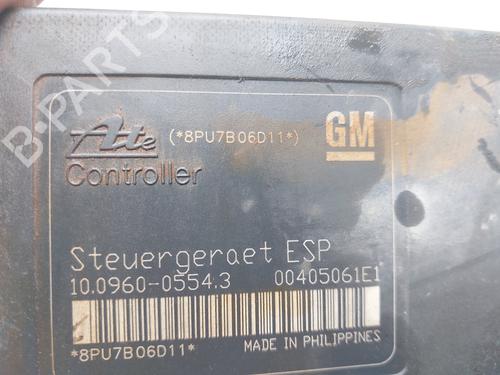 B-PARTS
Ate
(*8PU7B06D11*)
GM
Controller
Steuergeraet ESP
10.0960-0554.3 00405061E1
*8PU7B06D11*
MADE IN PHILIPPINES